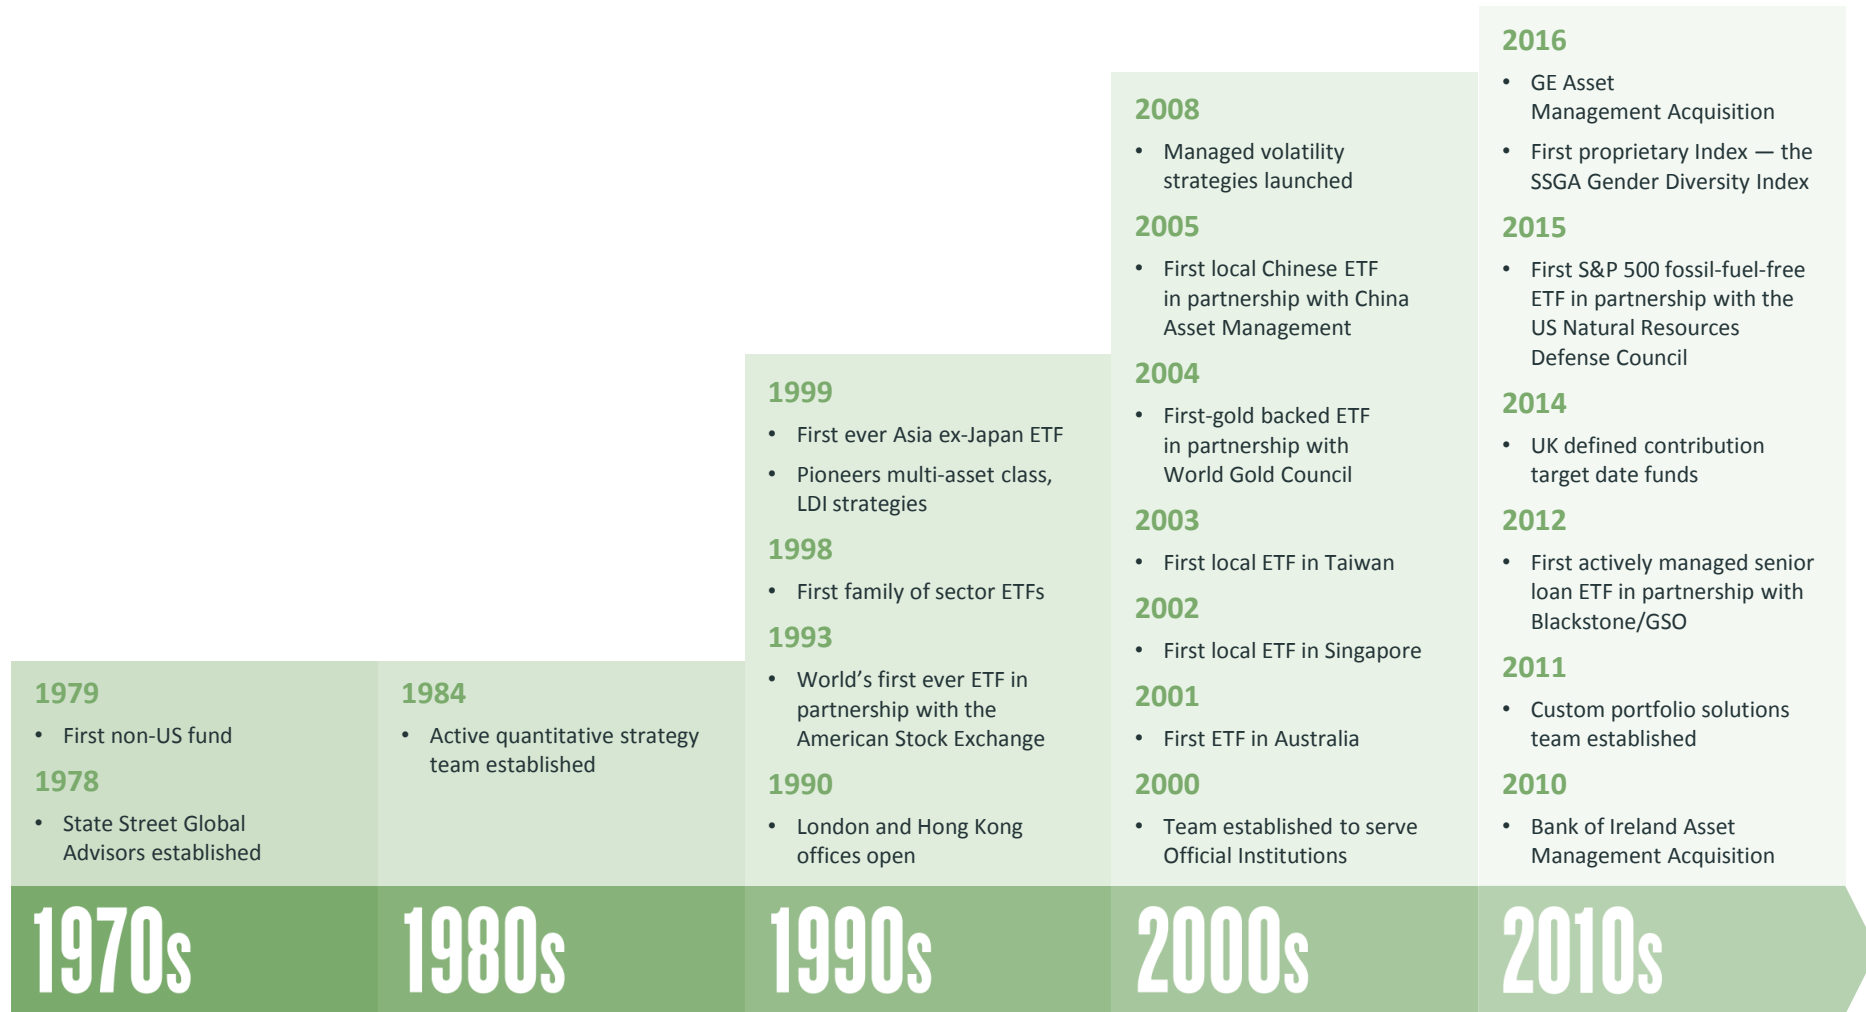 1979
• First non-US fund
1978
• State Street Global
Advisors established
1970s
1984
• Active quantitative strategy
team established
1980s
1999
• First ever Asia ex-Japan ETF
• Pioneers multi-asset class,
LDI strategies
1998
• First family of sector ETFs
1993
• World’s first ever ETF in
partnership with the
American Stock Exchange
1990
• London and Hong Kong
offices open
1990s
2008
• Managed volatility
strategies launched
2005
• First local Chinese ETF
in partnership with China
Asset Management
2004
• First-gold backed ETF
in partnership with
World Gold Council
2003
• First local ETF in Taiwan
2002
• First local ETF in Singapore
2001
• First ETF in Australia
2000
• Team established to serve
Official Institutions
2000s
2016
• GE Asset
Management Acquisition
• First proprietary Index — the
SSGA Gender Diversity Index
2015
• First S&P 500 fossil-fuel-free
ETF in partnership with the
US Natural Resources
Defense Council
2014
• UK defined contribution
target date funds
2012
• First actively managed senior
loan ETF in partnership with
Blackstone/GSO
2011
• Custom portfolio solutions
team established
2010
• Bank of Ireland Asset
Management Acquisition
2010s